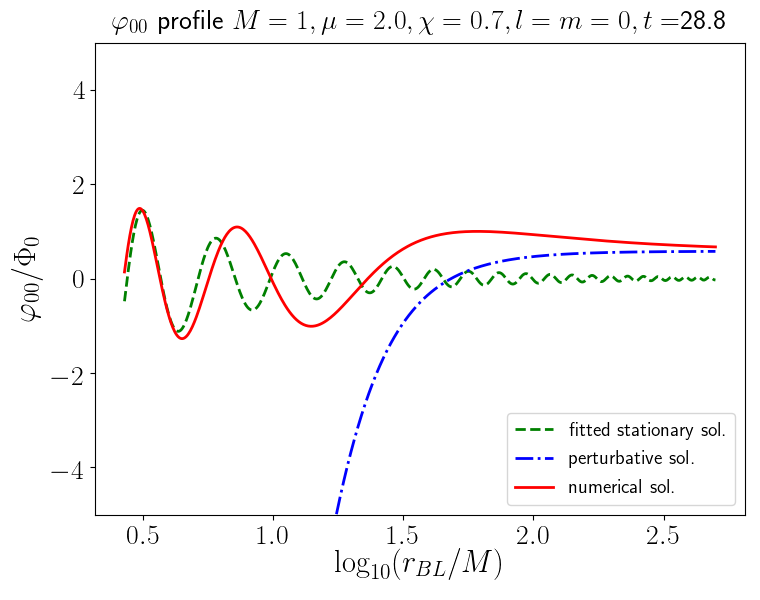 φ₀₀ profile M = 1, μ = 2.0, χ = 0.7, l = m = 0, t =28.8
φ₀₀/Φ₀
4
2
0
−2
−4
fitted stationary sol.
perturbative sol.
numerical sol.
0.5 1.0 1.5 2.0 2.5
log₁₀(r_BL/M)